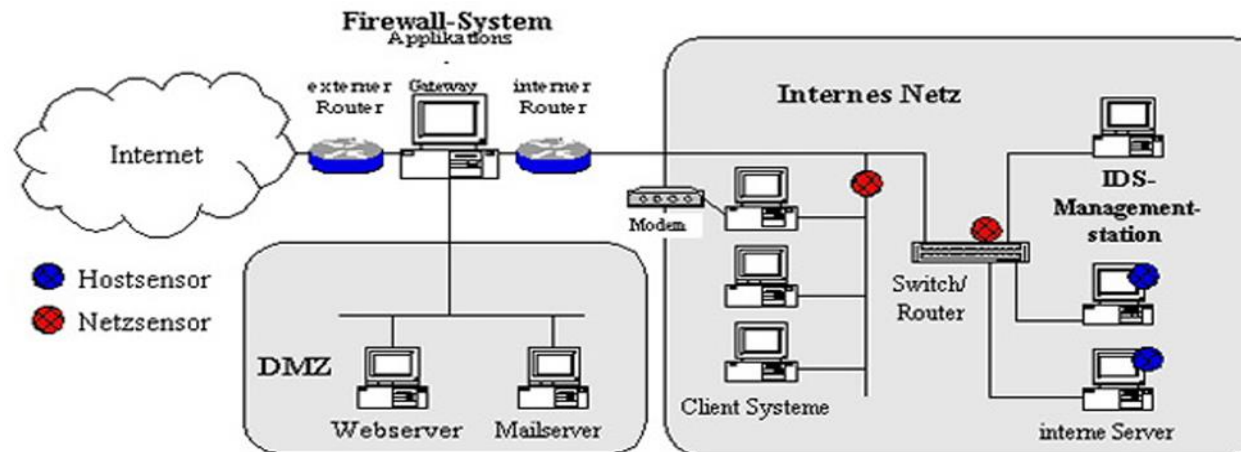 Firewall-System
Applikations
externer
Router
Gateway
interner
Router
Internes Netz
Internet
IDS-
Management-
station
Modem
Hostsensor
Netzsensor
Switch/
Router
DMZ
Client Systeme
Webserver
Mailserver
interne Server